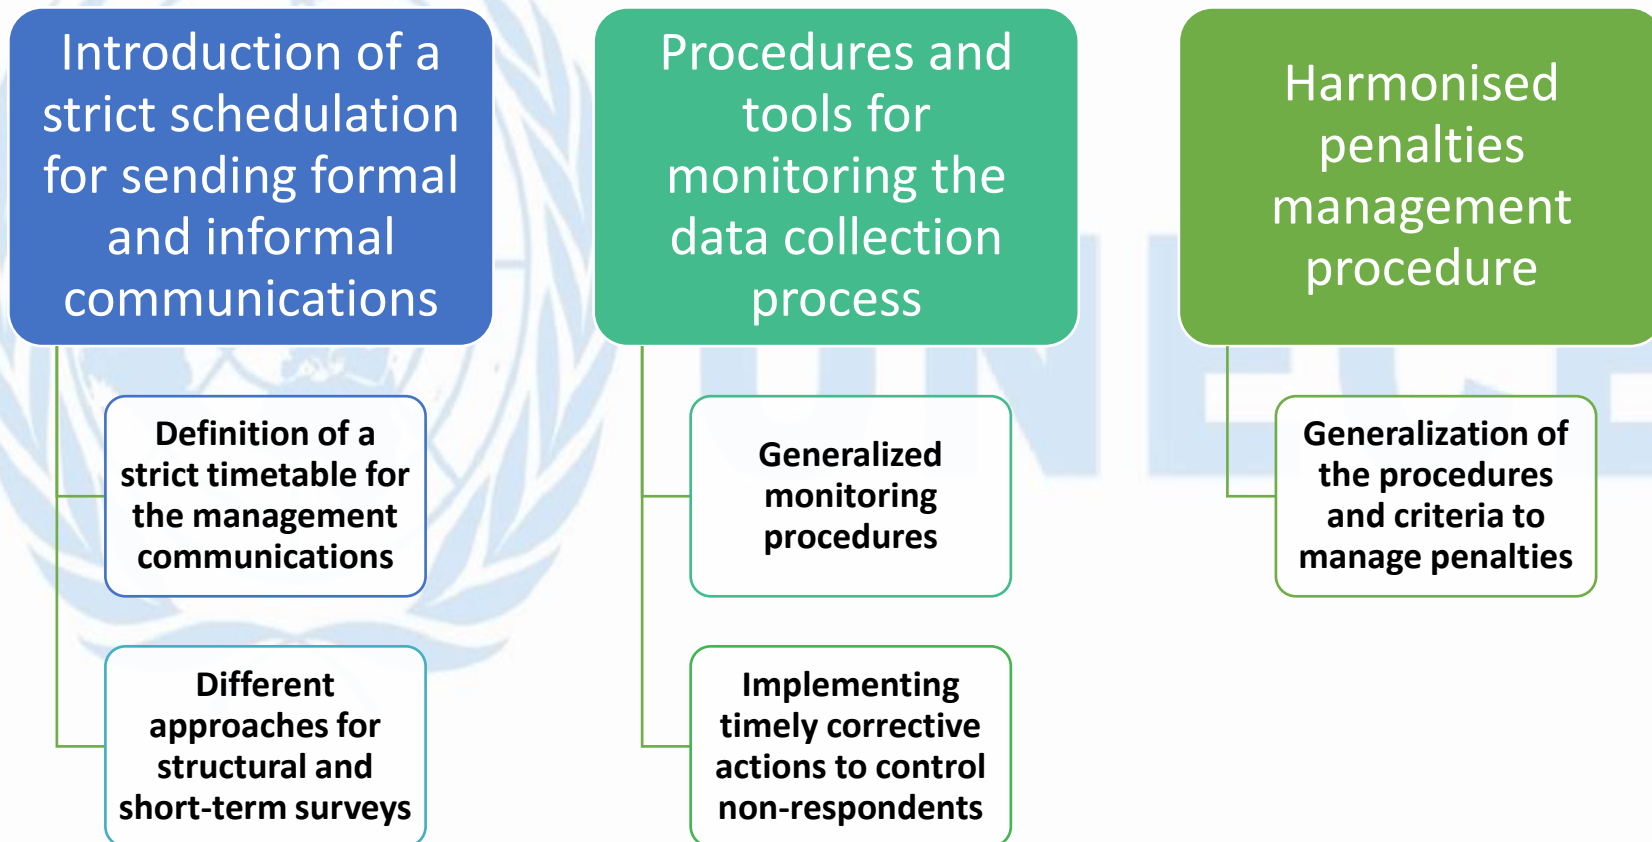 Introduction of a
strict schedulation
for sending formal
and informal
communications
Definition of a
strict timetable for
the management
communications
Different
approaches for
structural and
short-term surveys
Procedures and
tools for
monitoring the
data collection
process
Generalized
monitoring
procedures
Implementing
timely corrective
actions to control
non-respondents
Harmonised
penalties
management
procedure
Generalization of
the procedures
and criteria to
manage penalties
UNECE